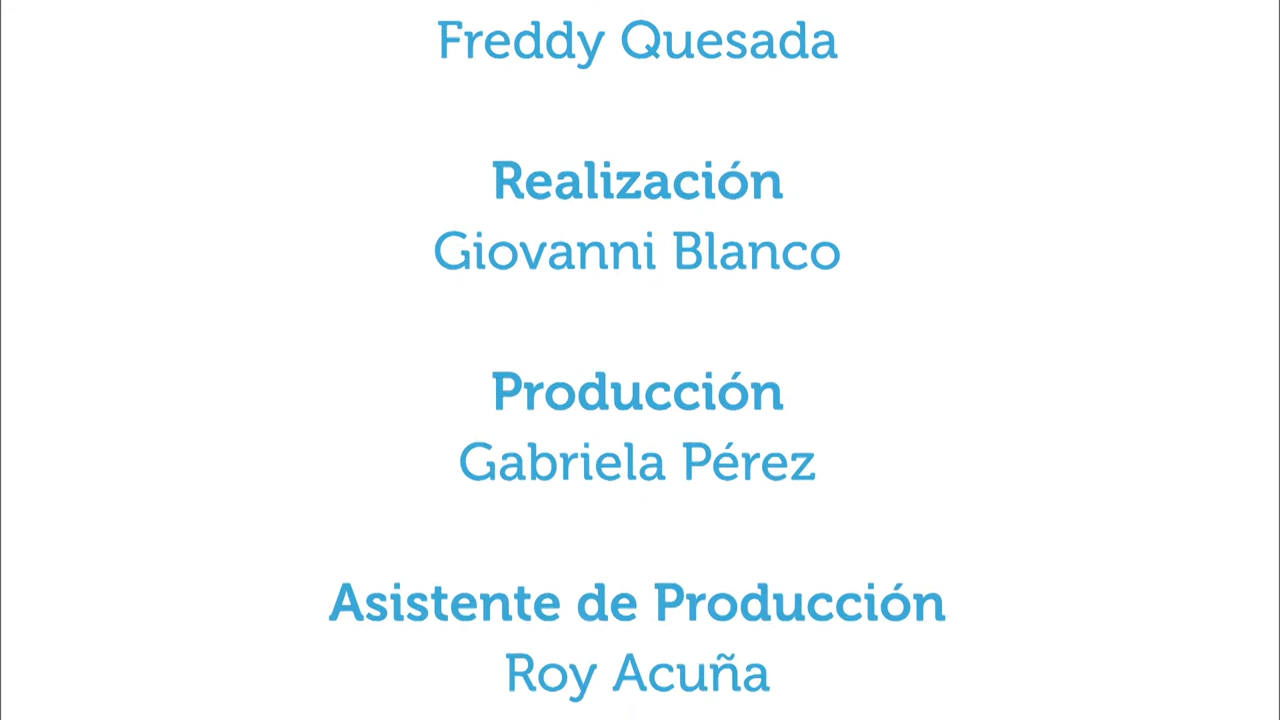 Freddy Quesada
Realización
Giovanni Blanco
Producción
Gabriela Pérez
Asistente de Producción
Roy Acuña